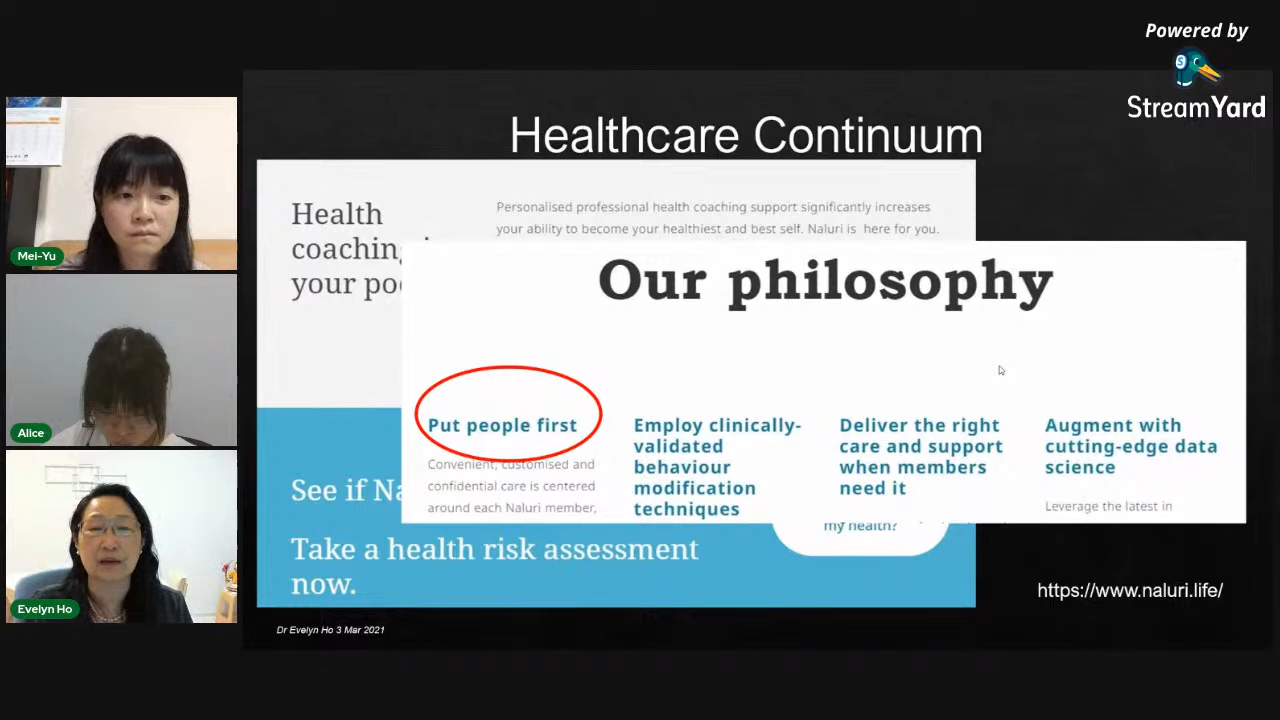 Powered by
StreamYard
Healthcare Continuum
Health
coaching
your
Personalised professional health coaching support significantly increases
your ability to become your healthiest and best self. Naluri is here for you.
Our philosophy
Put people first
Convenient, customised and
confidential care is centered
around each Naluri member,
Employ clinically-
validated
behaviour
modification
techniques
Deliver the right
care and support
when members
need it
Augment with
cutting-edge data
science
Leverage the latest in
See if
my health?
Take a health risk assessment
now.
https://www.naluri.life/
Dr Evelyn Ho 3 Mar 2021
Mei-Yu
Alice
Evelyn Ho